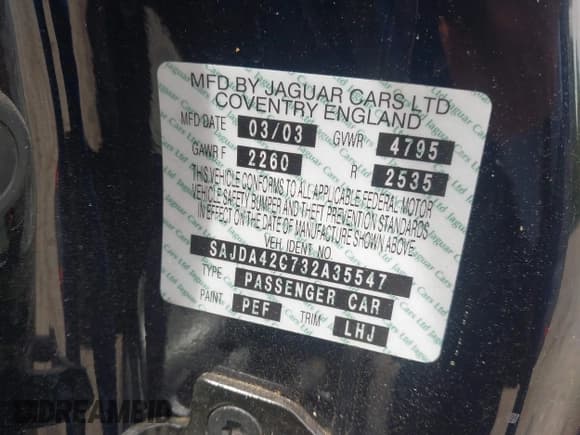 MFD BY JAGUAR CARS LTD
COVENTRY ENGLAND
MFD DATE 03/03 GVWR 4795
GAWR F 2260 R 2535
THIS VEHICLE CONFORMS TO ALL APPLICABLE FEDERAL MOTOR
VEHICLE SAFETY BUMPER AND THEFT PREVENTION STANDARDS
IN EFFECT ON THE DATE OF MANUFACTURE SHOWN ABOVE
VEH. IDENT NO.
SAJDA42C732A35547
TYPE PASSENGER CAR
PAINT PEF TRIM LHJ
DREAMBID